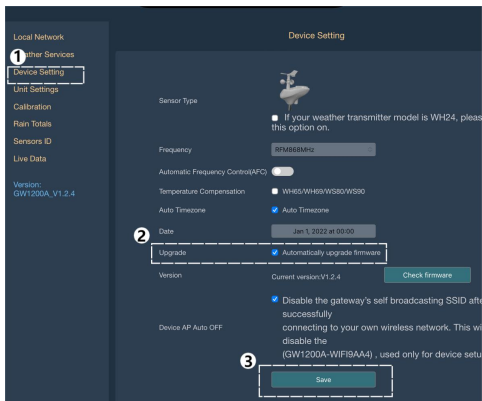 Local Network
Device Setting
1
ather Services
Device Setting
Unit Settings
Calibration
Rain Totals
Sensors ID
Live Data
Version:
GW1200A_V1.2.4
Sensor Type
If your weather transmitter model is WH24, pleas
this option on.
Frequency
RFM868MHz
Automatic Frequency Control(AFC)
Temperature Compensation
WH65/WH69/WS80/WS90
Auto Timezone
Auto Timezone
Date
Jan 1, 2022 at 00:00
2
Upgrade
Automatically upgrade firmware
Version
Current version:V1.2.4
Check firmware
Device AP Auto OFF
Disable the gateway's self broadcasting SSID afte
successfully
connecting to your own wireless network. This wi
disable the
(GW1200A-WIFI9AA4) , used only for device setu
3
Save